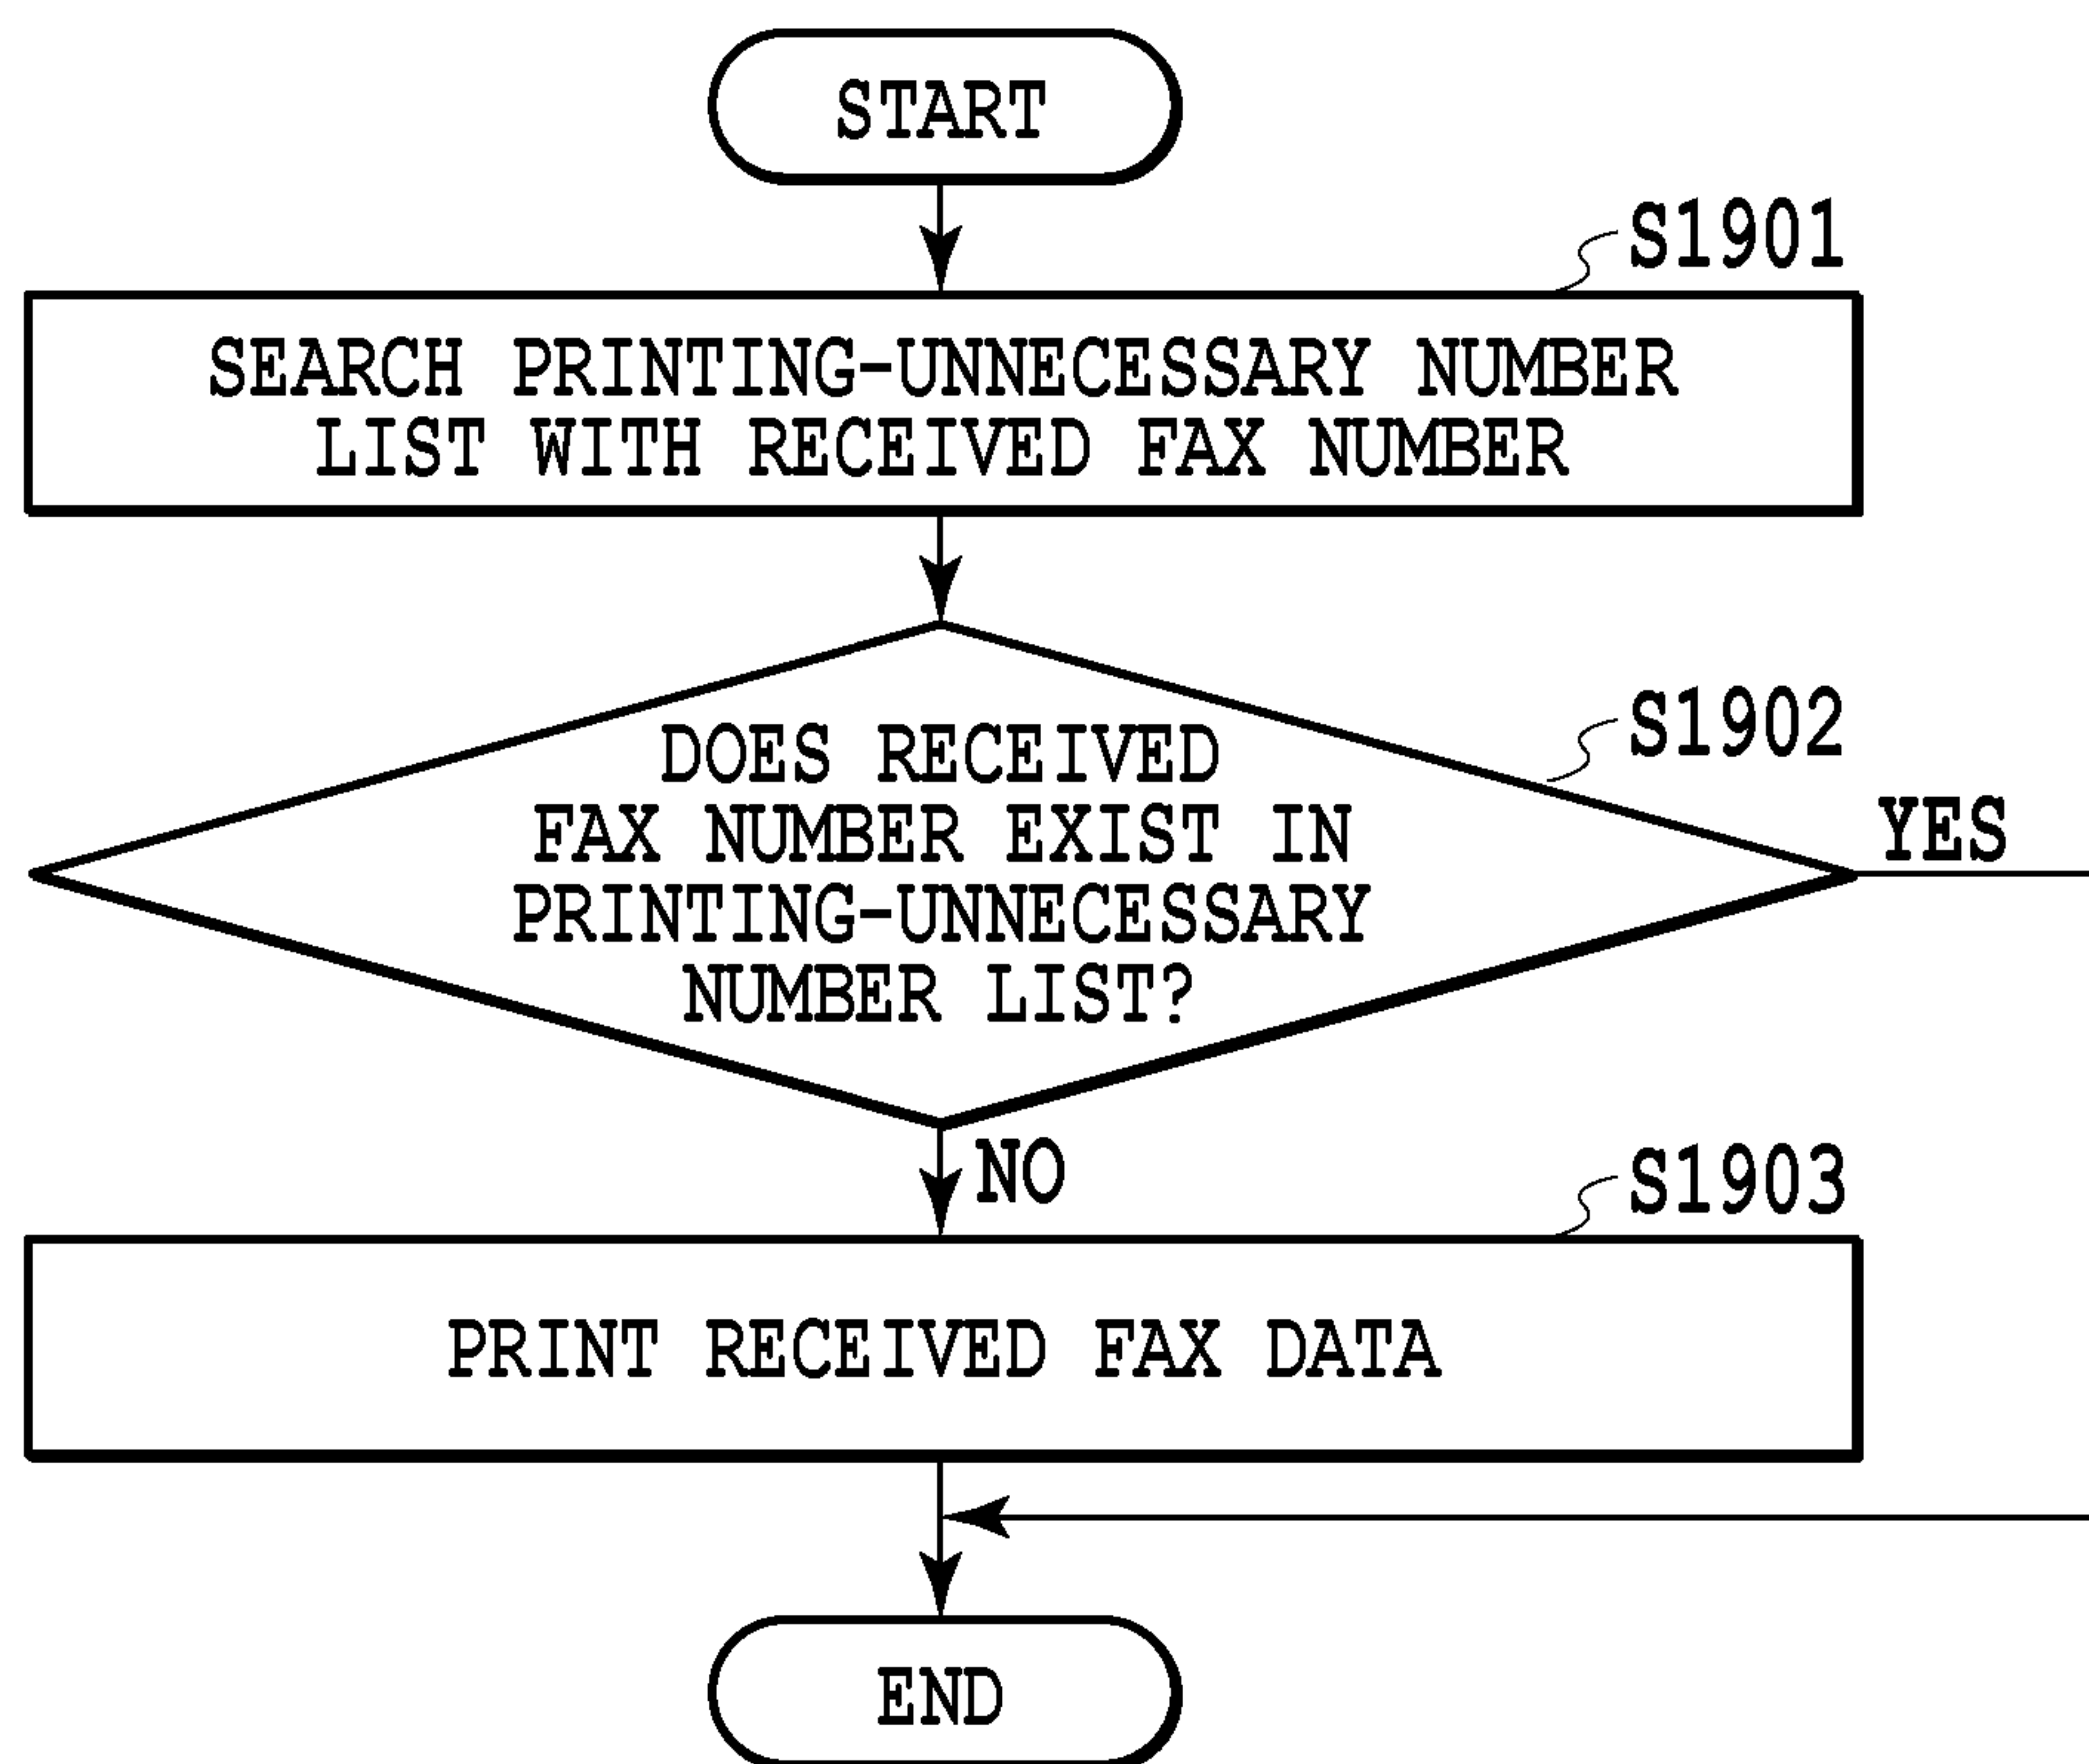 START
S1901
SEARCH PRINTING-UNNECESSARY NUMBER
LIST WITH RECEIVED FAX NUMBER
S1902
DOES RECEIVED
FAX NUMBER EXIST IN
PRINTING-UNNECESSARY
NUMBER LIST?
YES
NO
S1903
PRINT RECEIVED FAX DATA
END